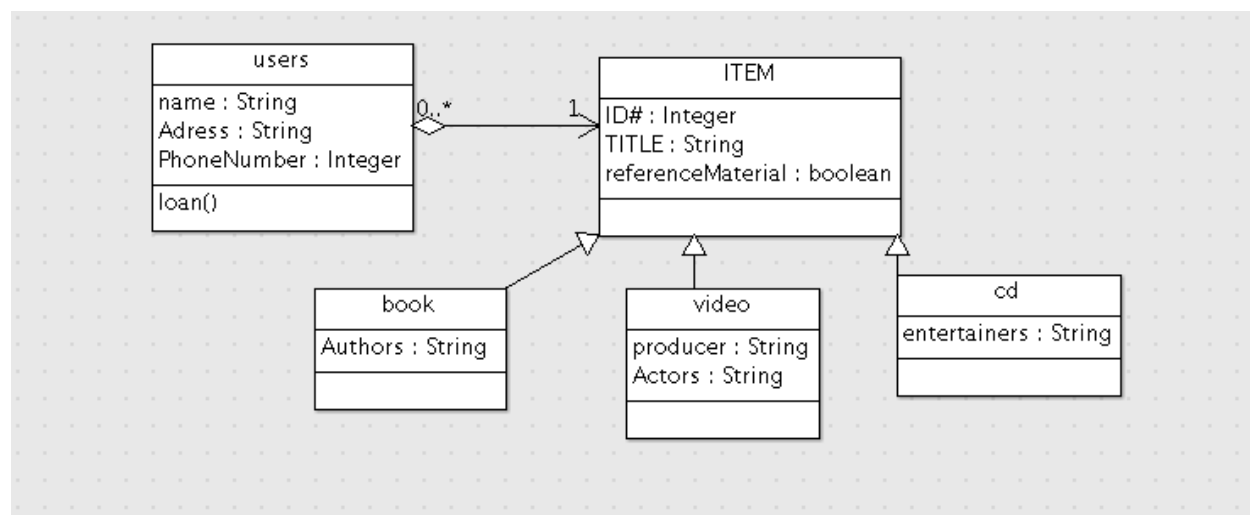 users
name : String
Adress : String
PhoneNumber : Integer
loan()
0..*
1
ITEM
ID# : Integer
TITLE : String
referenceMaterial : boolean
book
Authors : String
video
producer : String
Actors : String
cd
entertainers : String